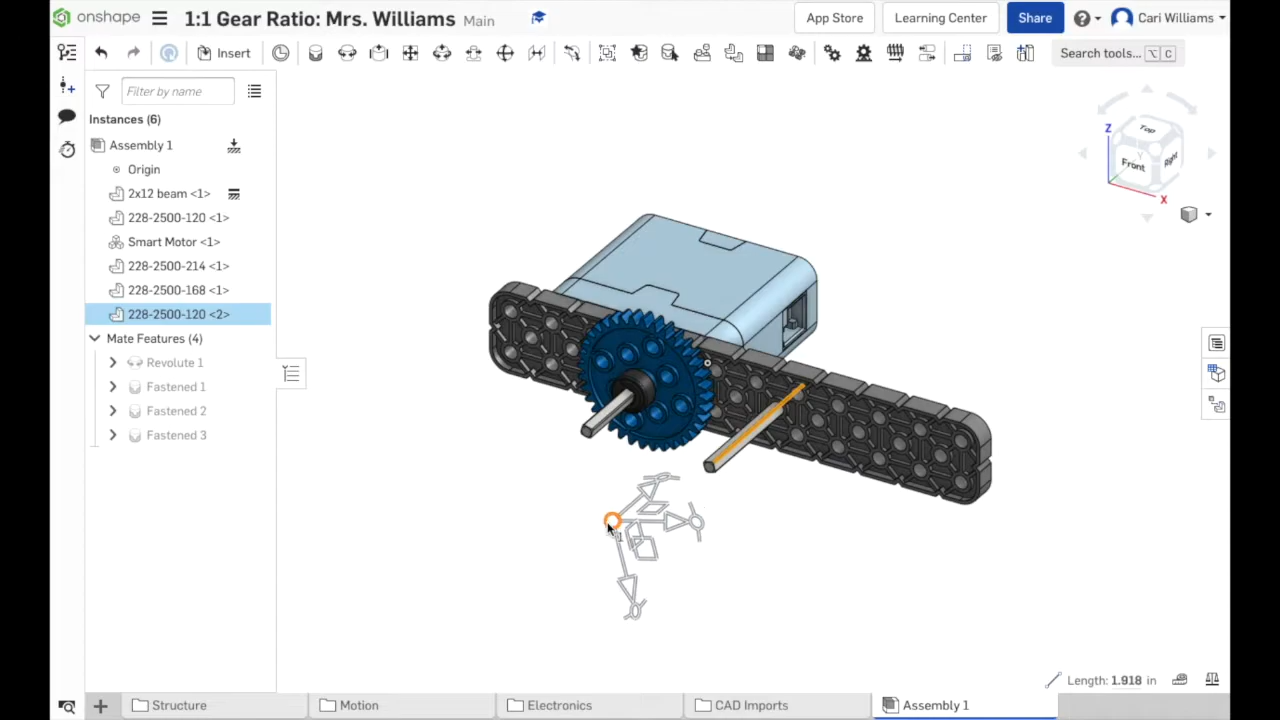 onshape 1:1 Gear Ratio: Mrs. Williams Main App Store Learning Center Share Cari Williams
Insert Search tools... ⌥ C
Filter by name
Instances (6)
Assembly 1
Origin
2x12 beam <1>
228-2500-120 <1>
Smart Motor <1>
228-2500-214 <1>
228-2500-168 <1>
228-2500-120 <2>
Mate Features (4)
Revolute 1
Fastened 1
Fastened 2
Fastened 3
Z
Top
Y
Front
Right
X
Length: 1.918 in
Structure Motion Electronics CAD Imports Assembly 1